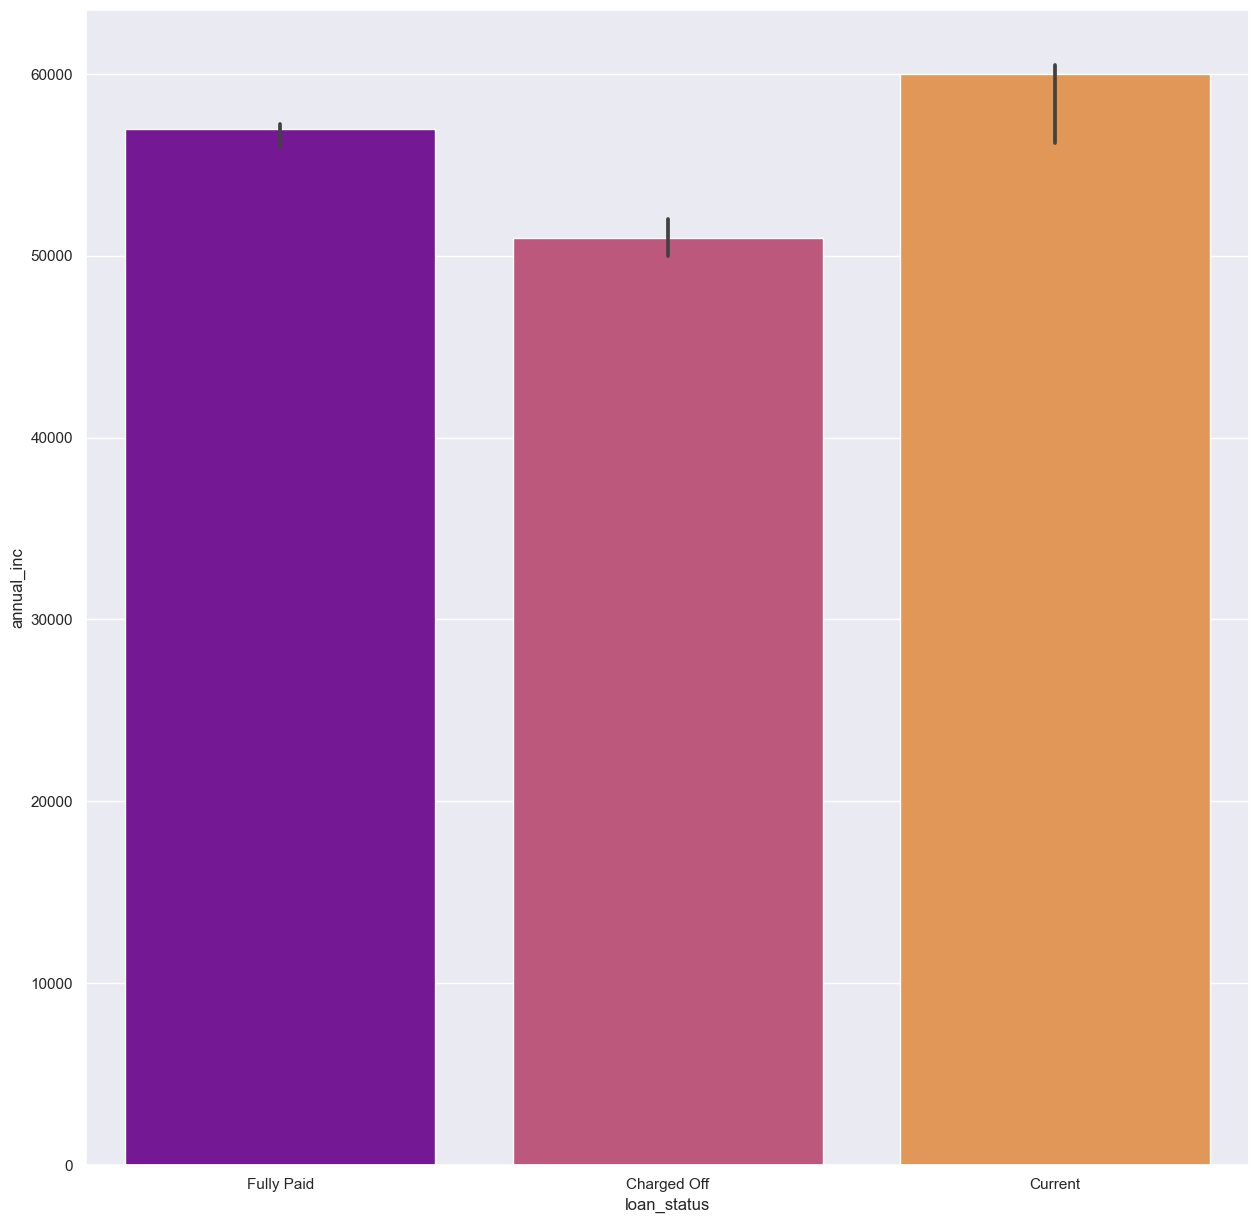 60000
50000
40000
30000
20000
10000
0
annual_inc
Fully Paid
Charged Off
Current
loan_status